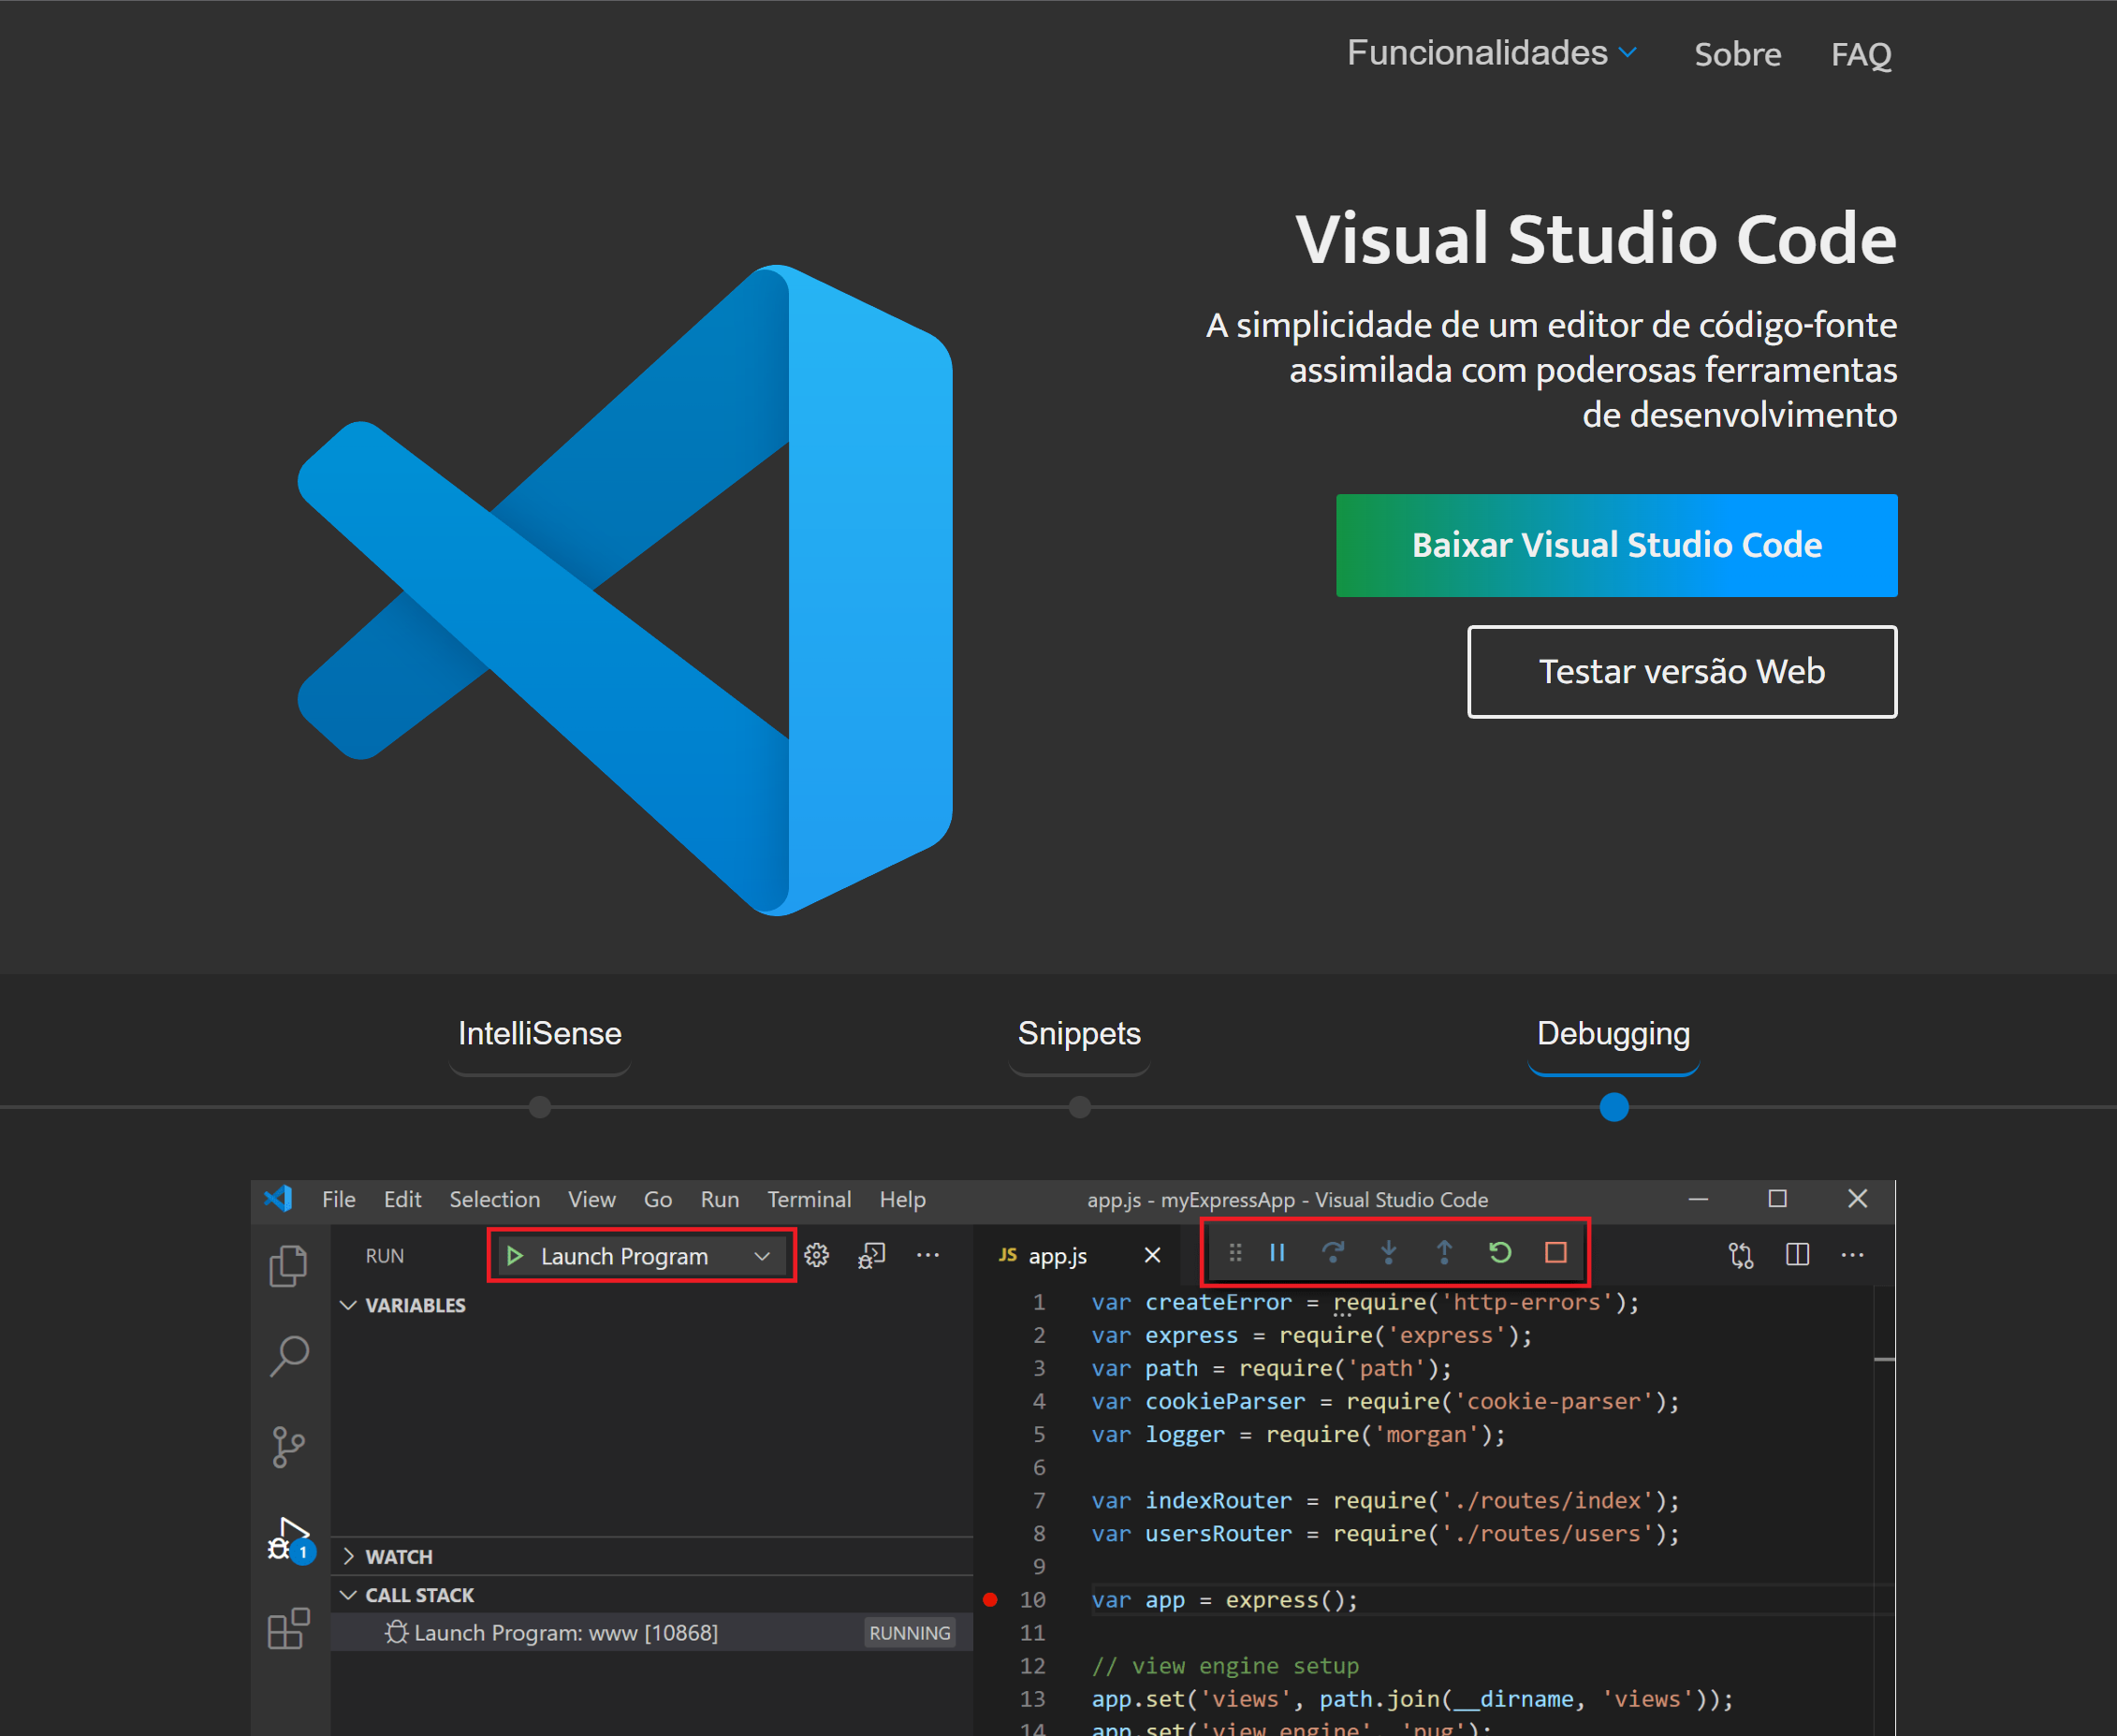 Funcionalidades Sobre FAQ
Visual Studio Code
A simplicidade de um editor de código-fonte
assimilada com poderosas ferramentas
de desenvolvimento
Baixar Visual Studio Code
Testar versão Web
IntelliSense Snippets Debugging
File Edit Selection View Go Run Terminal Help app.js - myExpressApp - Visual Studio Code
RUN Launch Program ···
JS app.js ···
VARIABLES
1 var createError = require('http-errors');
2 var express = require('express');
3 var path = require('path');
4 var cookieParser = require('cookie-parser');
5 var logger = require('morgan');
6
7 var indexRouter = require('./routes/index');
8 var usersRouter = require('./routes/users');
9
10 var app = express();
11
12 // view engine setup
13 app.set('views', path.join(__dirname, 'views'));
14 app.set('view engine', 'pug');
1
WATCH
CALL STACK
Launch Program: www [10868] RUNNING